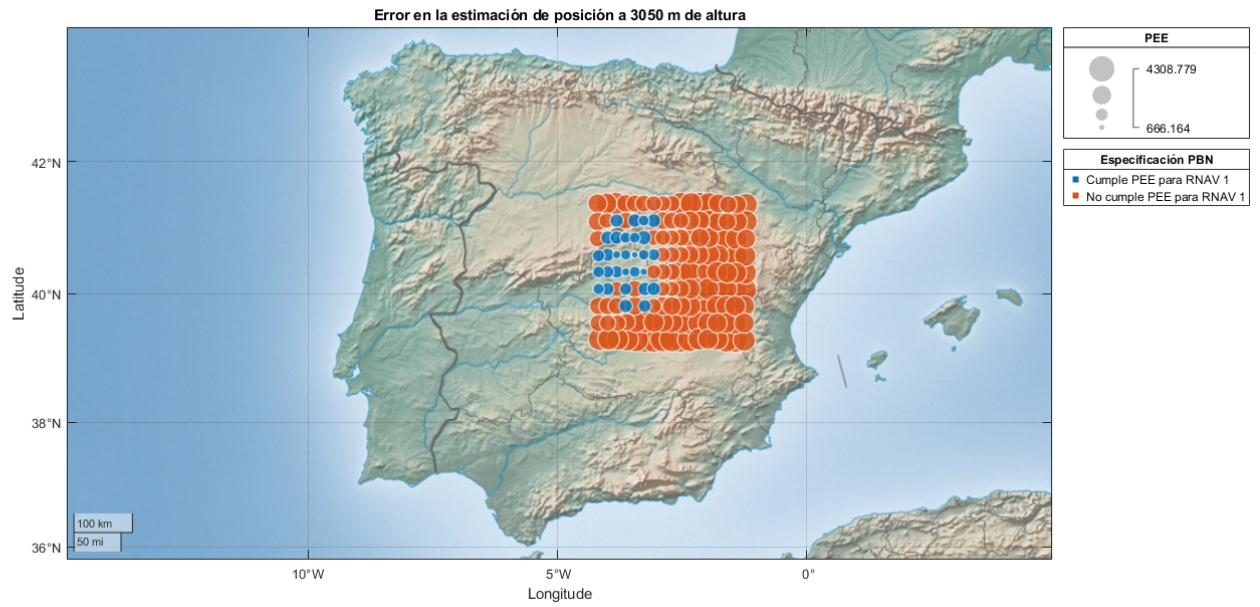 Error en la estimación de posición a 3050 m de altura
PEE
4308.779
666.164
Especificación PBN
Cumple PEE para RNAV 1
No cumple PEE para RNAV 1
42°N
40°N
38°N
36°N
Latitude
100 km
50 mi
10°W
5°W
0°
Longitude